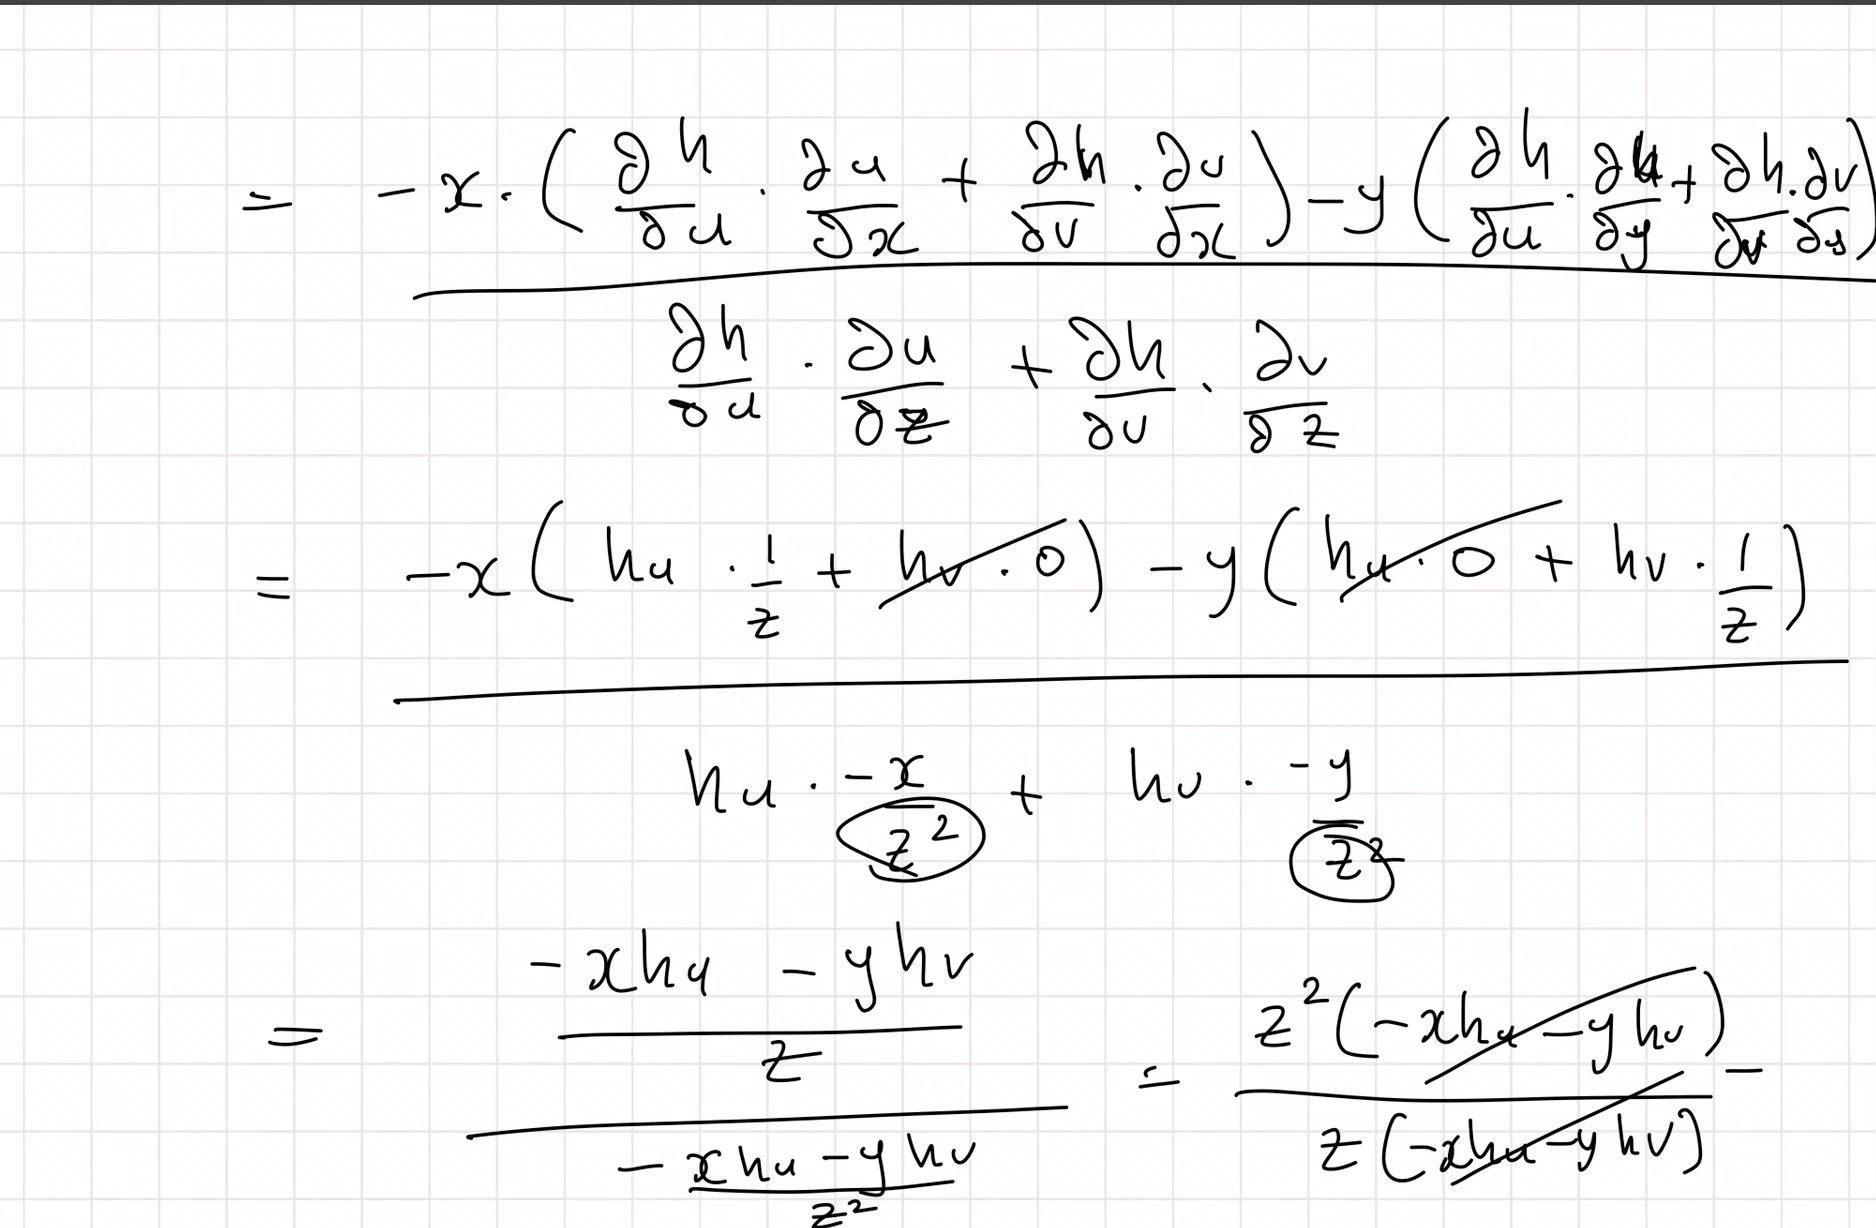 = -x·(∂h/∂u · ∂u/∂x + ∂h/∂v · ∂v/∂x) - y(∂h/∂u · ∂u/∂y + ∂h·∂v/∂v ∂y)
∂h/∂u · ∂u/∂z + ∂h/∂v · ∂v/∂z
= -x(hu · 1/z + hv · 0) - y(hu · 0 + hv · 1/z)
hu · -x/z² + hv · -y/z²
= -xhu - yhv / z = z²(-xhu - yhv) / z(-xhu - yhv) =
-xhu - yhv / z²